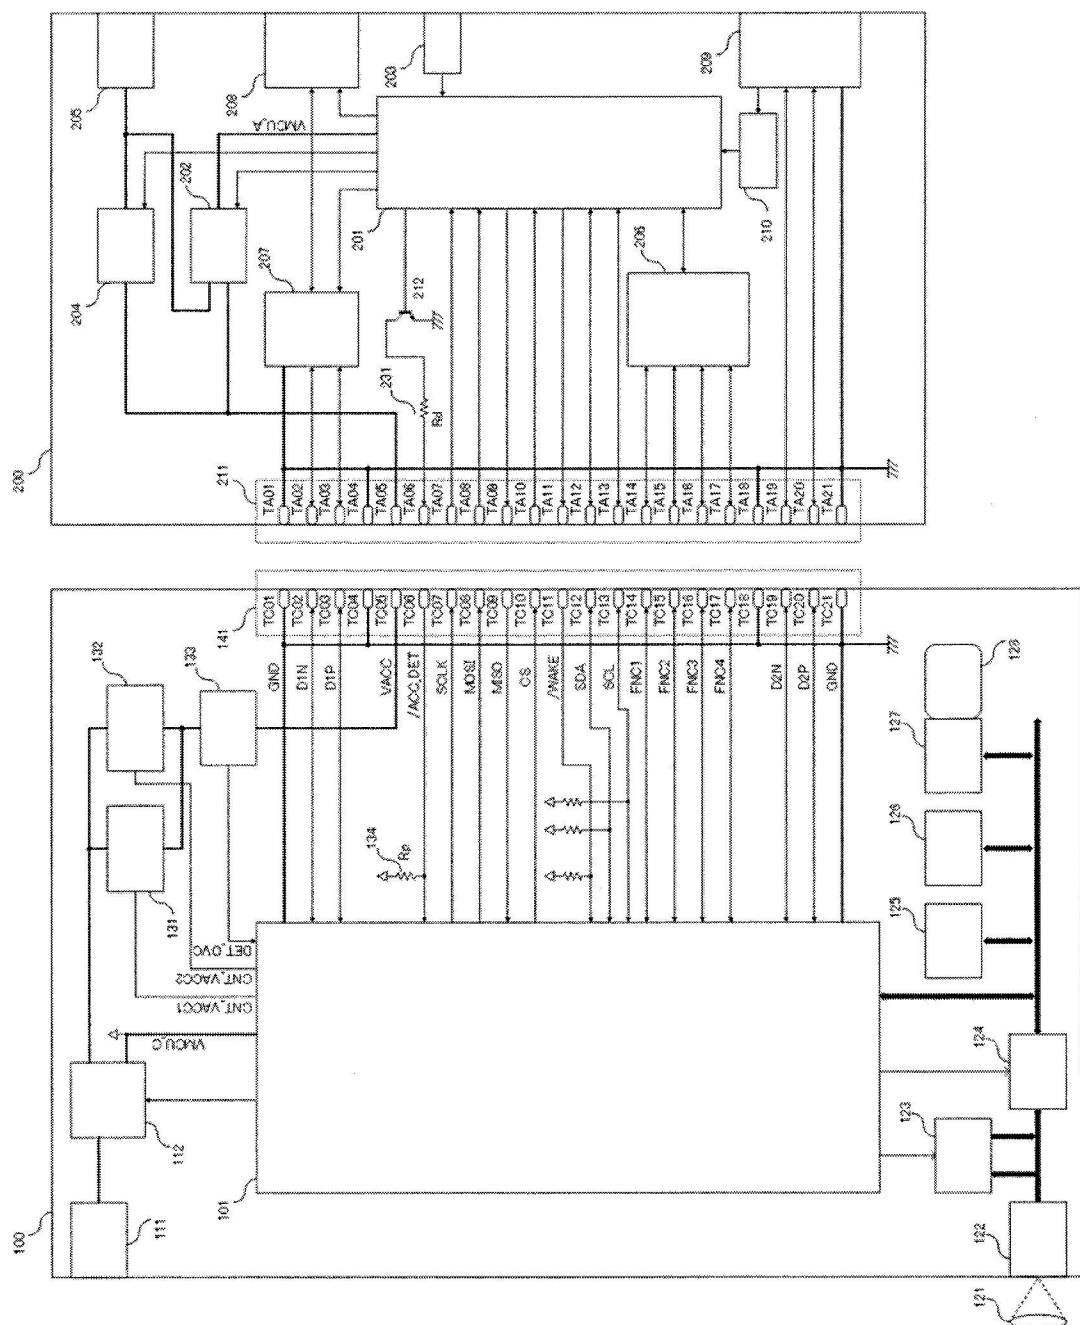 100
111
112
101
VMCU_C
CNT_VACC1
CNT_VACC2
DET_OVC
131
132
133
134
Rp
141
GND
D1N
D1P
VACC
/ACC_DET
SCLK
MOSI
MISO
CS
/WAKE
SDA
SCL
FNC1
FNC2
FNC3
FNC4
D2N
D2P
GND
TC01
TC02
TC03
TC04
TC05
TC06
TC07
TC08
TC09
TC10
TC11
TC12
TC13
TC14
TC15
TC16
TC17
TC18
TC19
TC20
TC21
121
122
123
124
125
126
127
128
200
211
TA01
TA02
TA03
TA04
TA05
TA06
TA07
TA08
TA09
TA10
TA11
TA12
TA13
TA14
TA15
TA16
TA17
TA18
TA19
TA20
TA21
204
202
205
208
VMCU_A
203
209
207
201
212
231
Rd
206
210